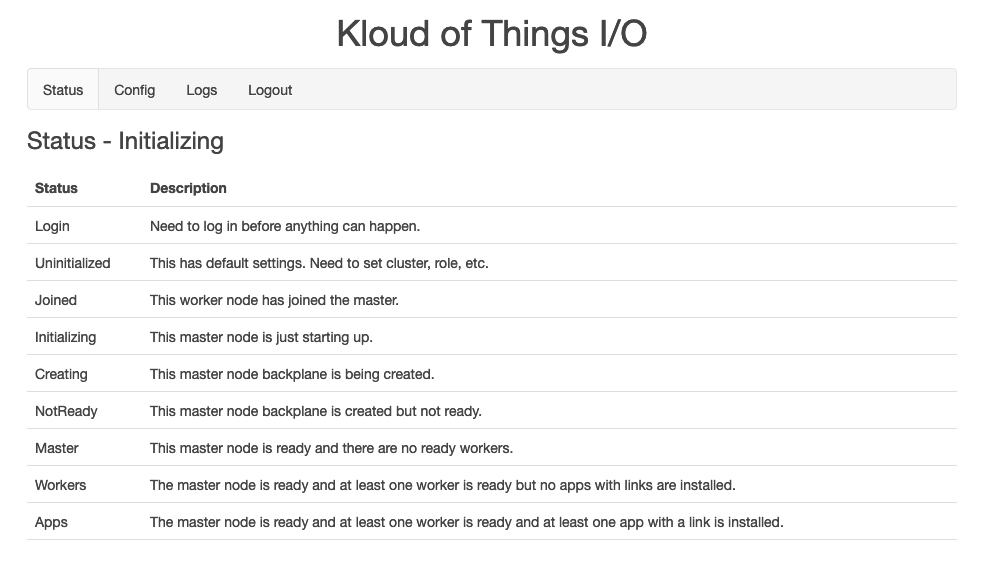 Kloud of Things I/O
Status Config Logs Logout
Status - Initializing
Status Description
Login Need to log in before anything can happen.
Uninitialized This has default settings. Need to set cluster, role, etc.
Joined This worker node has joined the master.
Initializing This master node is just starting up.
Creating This master node backplane is being created.
NotReady This master node backplane is created but not ready.
Master This master node is ready and there are no ready workers.
Workers The master node is ready and at least one worker is ready but no apps with links are installed.
Apps The master node is ready and at least one worker is ready and at least one app with a link is installed.